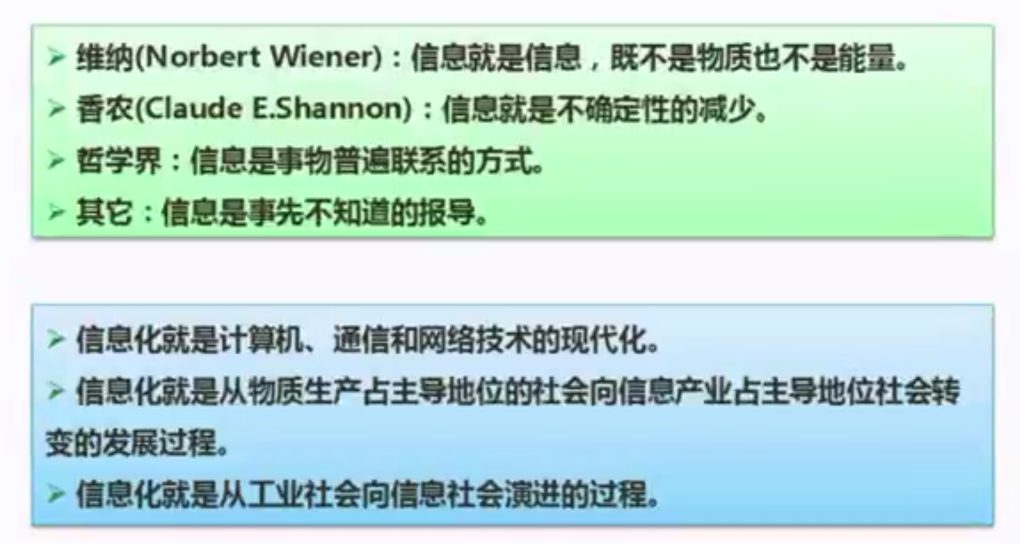 ➢ 维纳(Norbert Wiener)：信息就是信息，既不是物质也不是能量。
➢ 香农(Claude E.Shannon)：信息就是不确定性的减少。
➢ 哲学界：信息是事物普遍联系的方式。
➢ 其它：信息是事先不知道的报导。
➢ 信息化就是计算机、通信和网络技术的现代化。
➢ 信息化就是从物质生产占主导地位的社会向信息产业占主导地位社会转
变的发展过程。
➢ 信息化就是从工业社会向信息社会演进的过程。